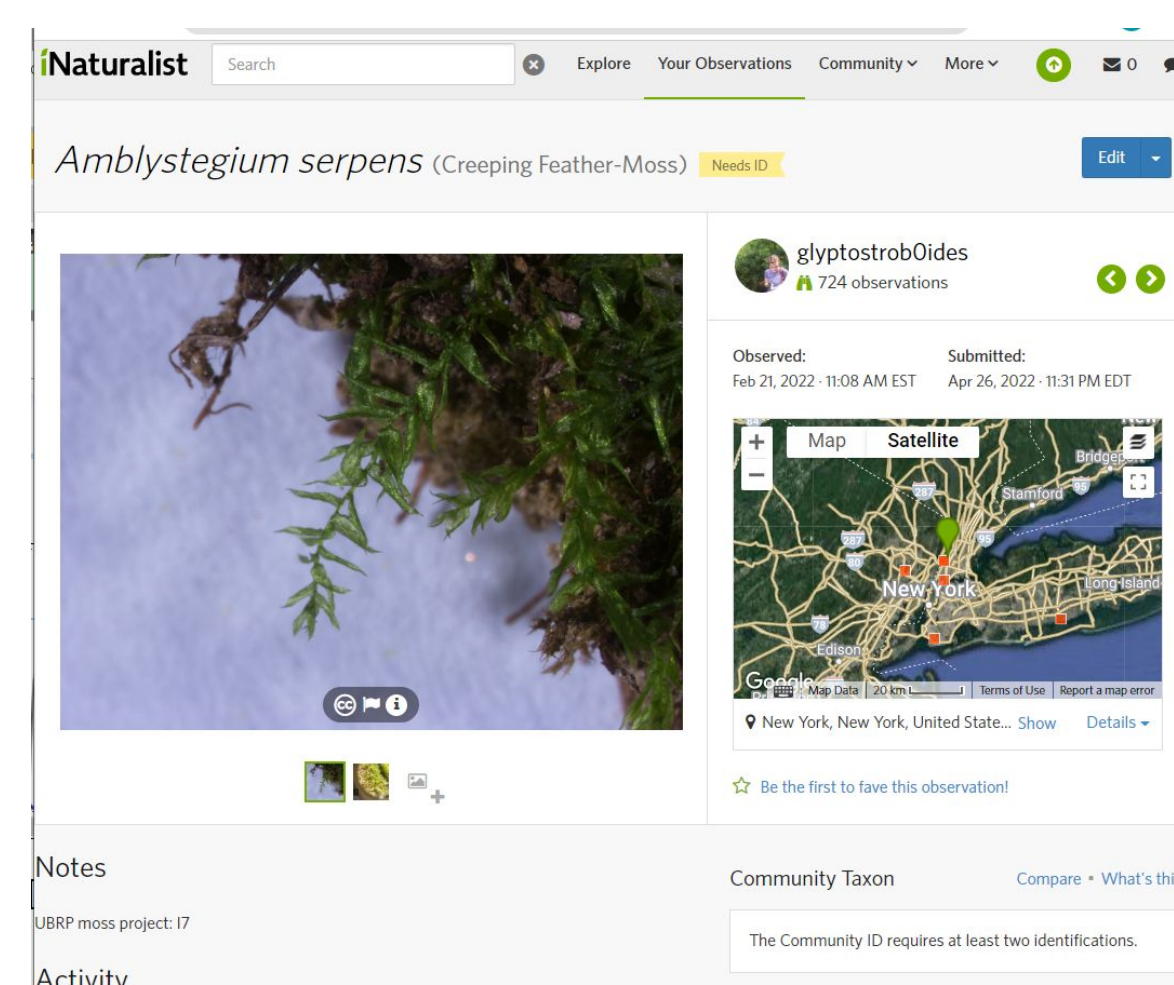 iNaturalist Search Explore Your Observations Community More 0
Amblystegium serpens (Creeping Feather-Moss) Needs ID Edit
glyptostrob0ides
724 observations
Observed: Submitted:
Feb 21, 2022 · 11:08 AM EST Apr 26, 2022 · 11:31 PM EDT
+ Map Satellite
−
Stamford 95
287
287 95
80
New York Long Island
78
Edison
Google Map Data 20 km Terms of Use Report a map error
New York, New York, United State... Show Details
Be the first to fave this observation!
cc i
Notes
UBRP moss project: I7
Activity
Community Taxon Compare • What's thi
The Community ID requires at least two identifications.